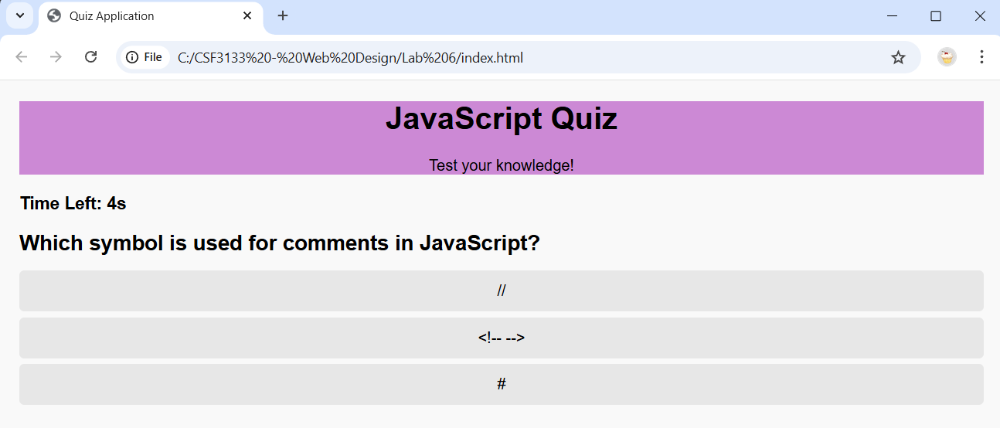 Quiz Application
File
C:/CSF3133%20-%20Web%20Design/Lab%206/index.html
JavaScript Quiz
Test your knowledge!
Time Left: 4s
Which symbol is used for comments in JavaScript?
//
<!-- -->
#